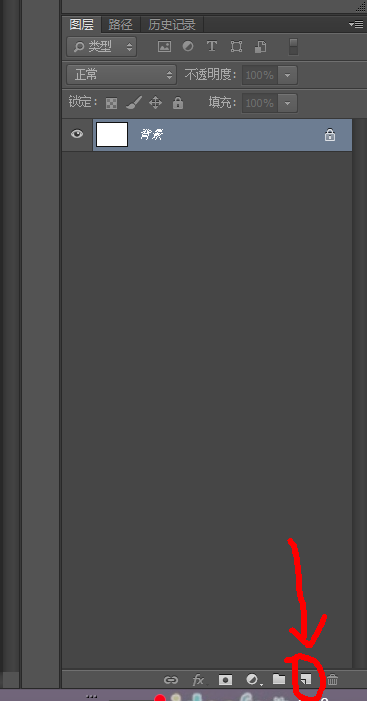 图层 路径 历史记录
类型
正常 不透明度: 100%
锁定: 填充: 100%
背景
fx